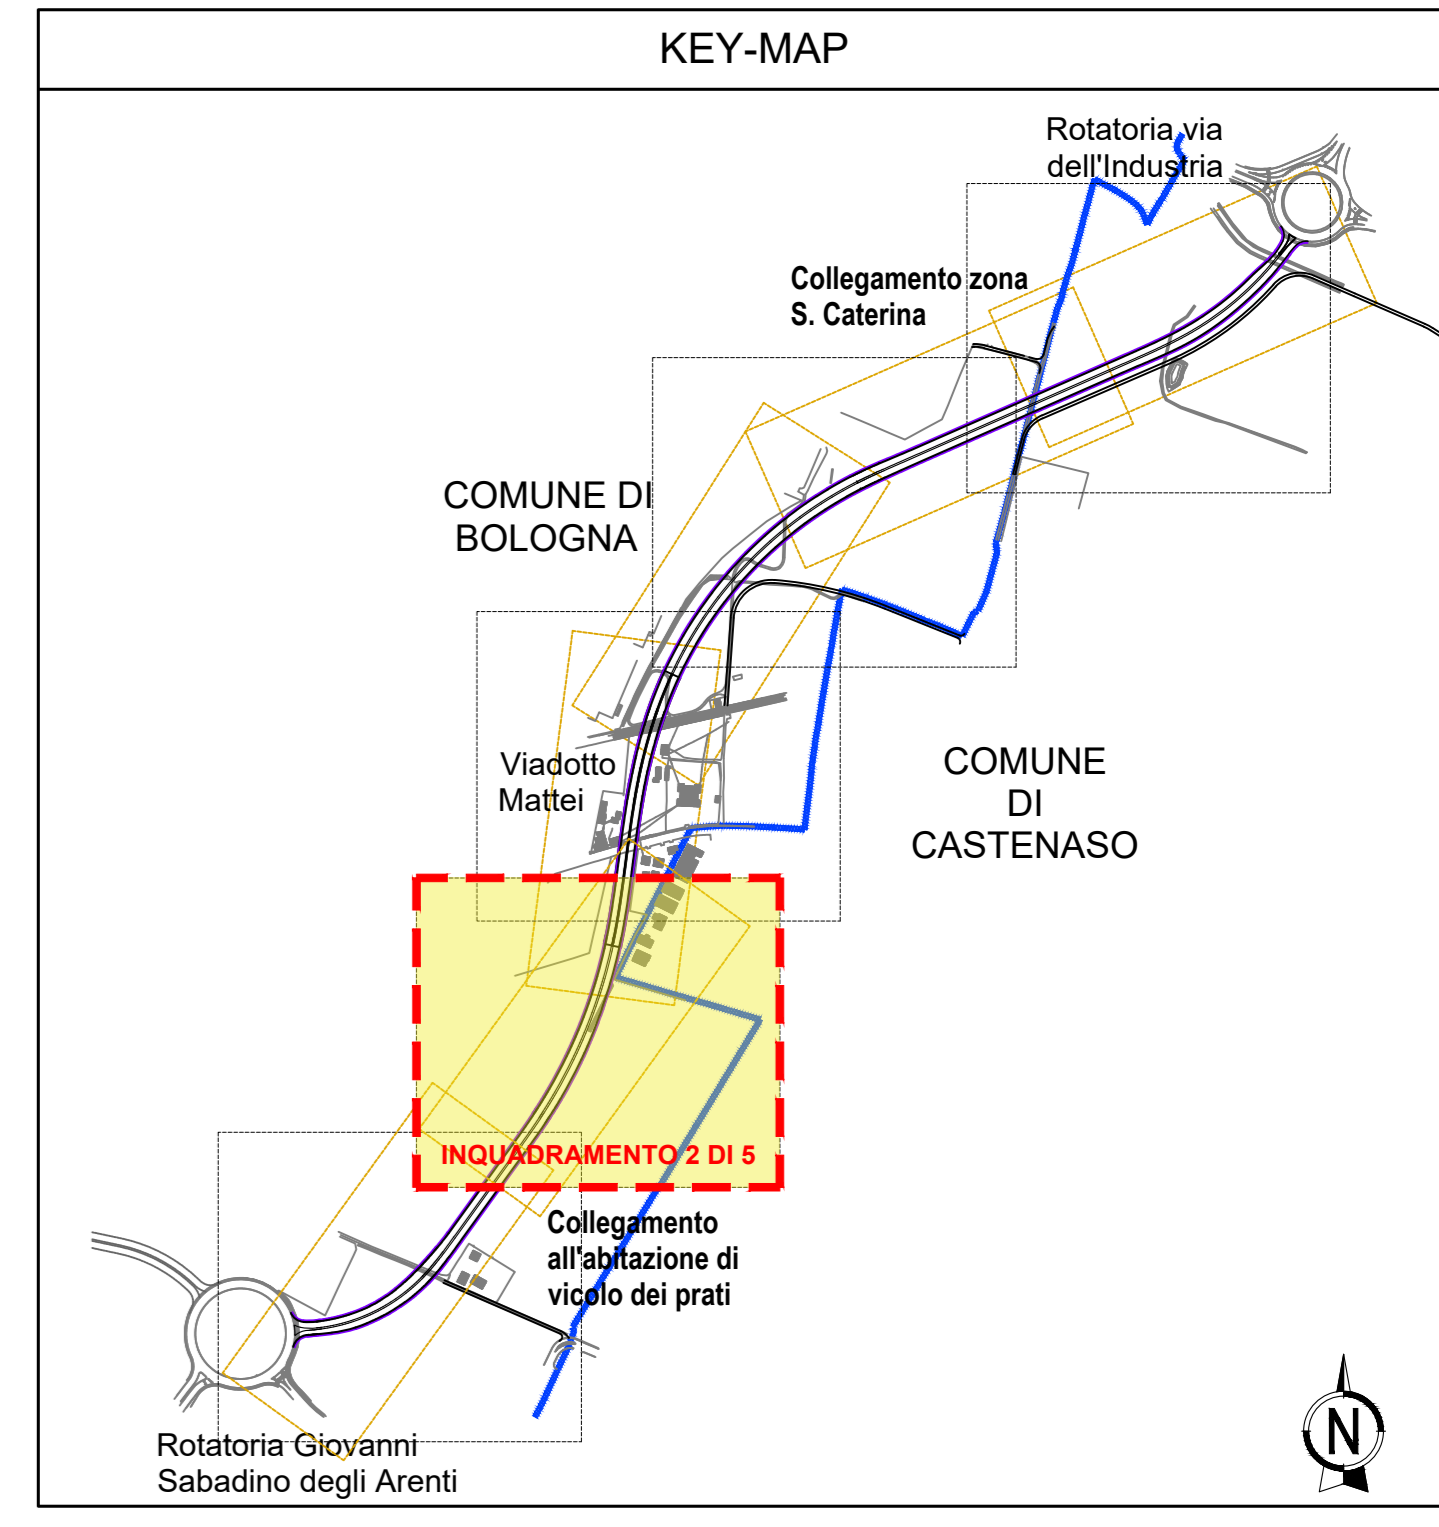 KEY-MAP
Rotatoria via
dell'Industria
Collegamento zona
S. Caterina
COMUNE DI
BOLOGNA
Viadotto
Mattei
COMUNE
DI
CASTENASO
INQUADRAMENTO 2 DI 5
Collegamento
all'abitazione di
vicolo dei prati
Rotatoria Giovanni
Sabadino degli Arenti
N